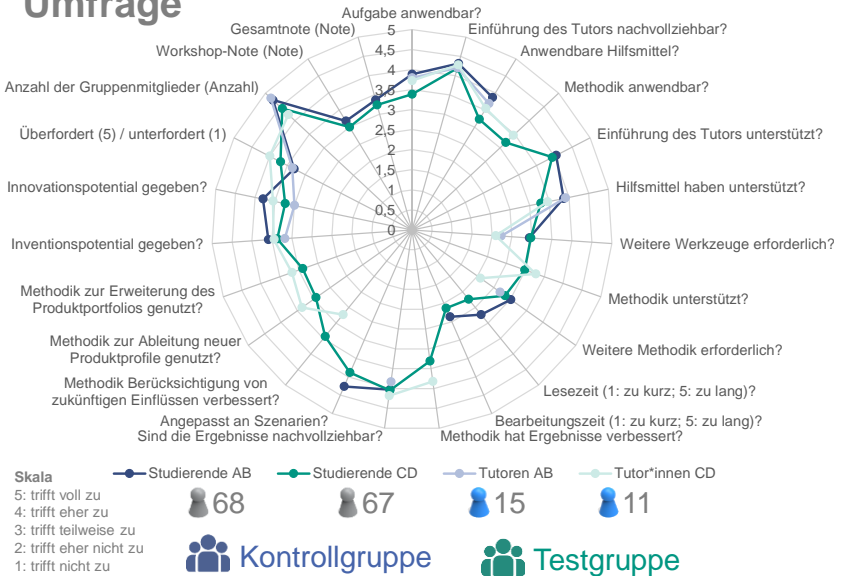 Umfrage
Aufgabe anwendbar?
Gesamtnote (Note)
Einführung des Tutors nachvollziehbar?
Workshop-Note (Note)
Anwendbare Hilfsmittel?
Anzahl der Gruppenmitglieder (Anzahl)
Methodik anwendbar?
Überfordert (5) / unterfordert (1)
Einführung des Tutors unterstützt?
Innovationspotential gegeben?
Hilfsmittel haben unterstützt?
Inventionspotential gegeben?
Weitere Werkzeuge erforderlich?
Methodik zur Erweiterung des
Produktportfolios genutzt?
Methodik unterstützt?
Methodik zur Ableitung neuer
Produktprofile genutzt?
Weitere Methodik erforderlich?
Methodik Berücksichtigung von
zukünftigen Einflüssen verbessert?
Lesezeit (1: zu kurz; 5: zu lang)?
Angepasst an Szenarien?
Bearbeitungszeit (1: zu kurz; 5: zu lang)?
Sind die Ergebnisse nachvollziehbar?
Methodik hat Ergebnisse verbessert?
5
4,5
4
3,5
3
2,5
2
1,5
1
0,5
0
Skala
5: trifft voll zu
4: trifft eher zu
3: trifft teilweise zu
2: trifft eher nicht zu
1: trifft nicht zu
Studierende AB
Studierende CD
Tutoren AB
Tutor*innen CD
68
67
15
11
Kontrollgruppe
Testgruppe